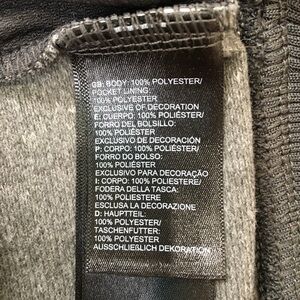 GB: BODY: 100% POLYESTER/
POCKET LINING:
100% POLYESTER
EXCLUSIVE OF DECORATION
E: CUERPO: 100% POLIÉSTER/
FORRO DEL BOLSILLO:
100% POLIÉSTER
EXCLUSIVO DE DECORACIÓN
P: CORPO: 100% POLIÉSTER/
FORRO DO BOLSO:
100% POLIÉSTER
EXCLUSIVO PARA DECORAÇÃO
I: CORPO: 100% POLIESTERE/
FODERA DELLA TASCA:
100% POLIESTERE
ESCLUSA LA DECORAZIONE
D: HAUPTTEIL:
100% POLYESTER/
TASCHENFUTTER:
100% POLYESTER
AUSSCHLIEßLICH DEKORATION